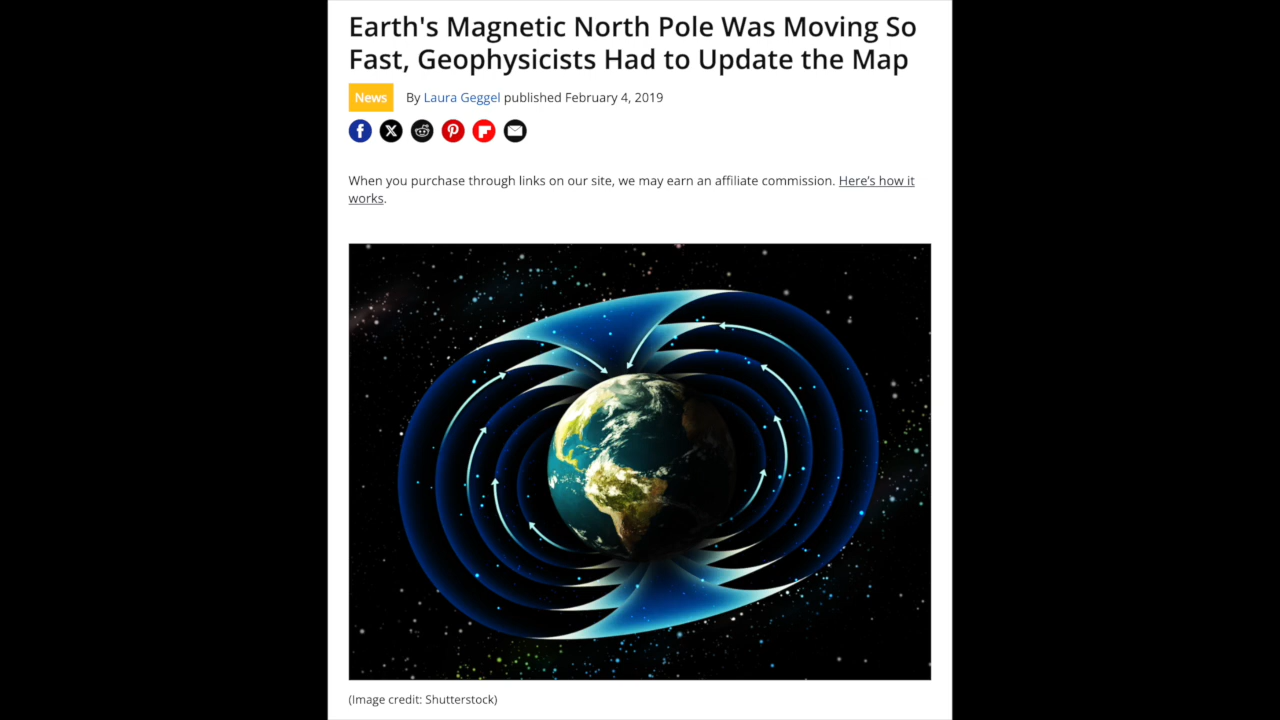 Earth's Magnetic North Pole Was Moving So
Fast, Geophysicists Had to Update the Map
News By Laura Geggel published February 4, 2019
When you purchase through links on our site, we may earn an affiliate commission. Here's how it
works.
(Image credit: Shutterstock)